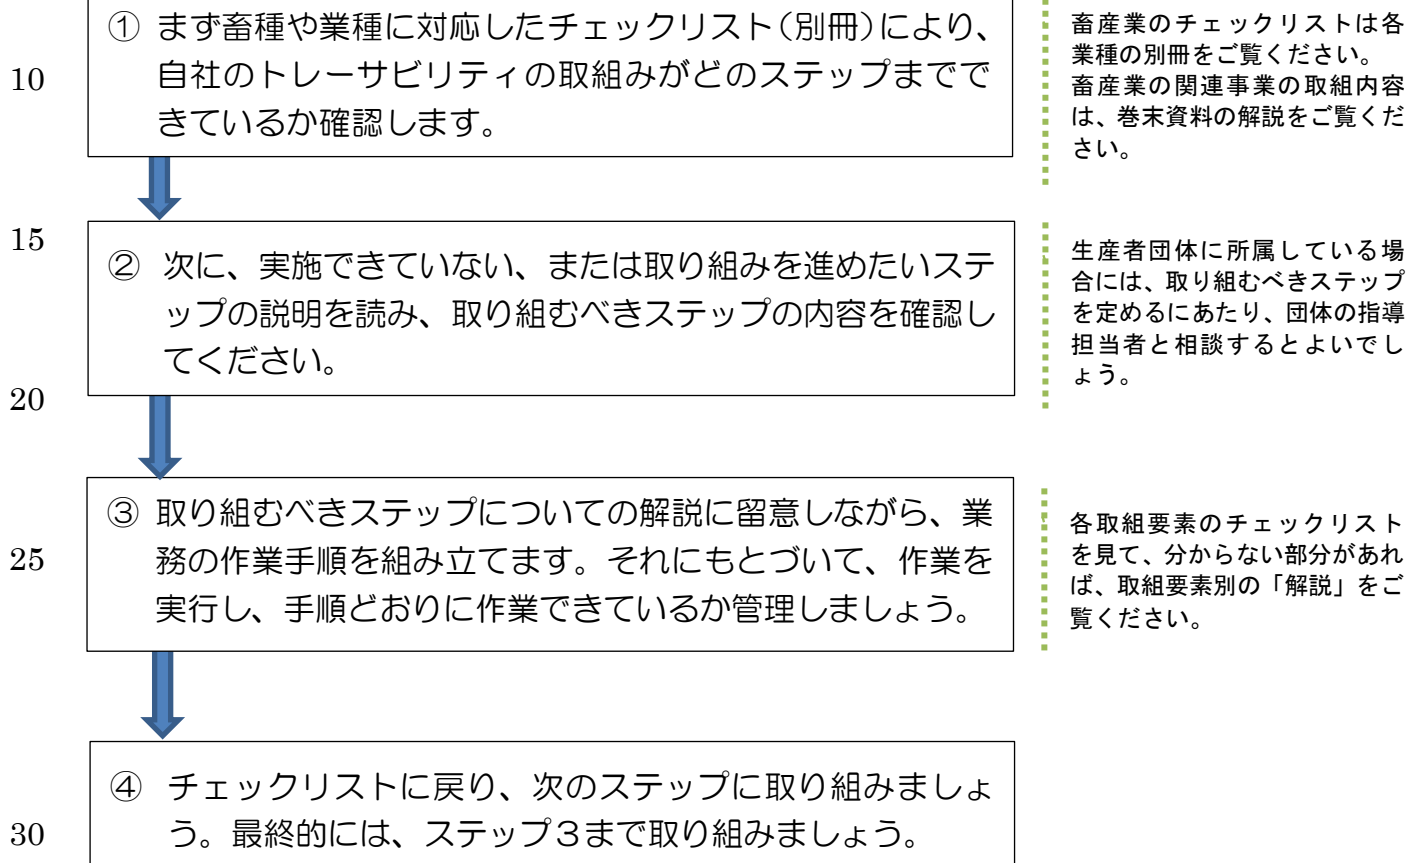 ① まず畜種や業種に対応したチェックリスト(別冊)により、
自社のトレーサビリティの取組みがどのステップまでで
きているか確認します。
畜産業のチェックリストは各
業種の別冊をご覧ください。
畜産業の関連事業の取組内容
は、巻末資料の解説をご覧くだ
さい。
10
15
② 次に、実施できていない、または取り組みを進めたいステ
ップの説明を読み、取り組むべきステップの内容を確認し
てください。
生産者団体に所属している場
合には、取り組むべきステップ
を定めるにあたり、団体の指導
担当者と相談するとよいでし
ょう。
20
③ 取り組むべきステップについての解説に留意しながら、業
務の作業手順を組み立てます。それにもとづいて、作業を
実行し、手順どおりに作業できているか管理しましょう。
各取組要素のチェックリスト
を見て、分からない部分があれ
ば、取組要素別の「解説」をご
覧ください。
25
④ チェックリストに戻り、次のステップに取り組みましょ
う。最終的には、ステップ3まで取り組みましょう。
30